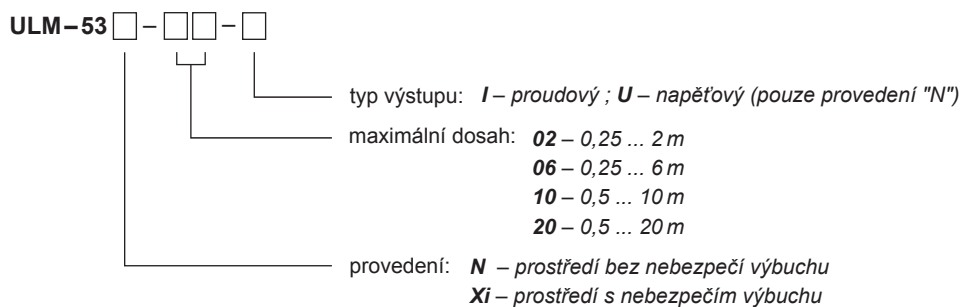 ULM–53 – –
typ výstupu: I – proudový ; U – napěťový (pouze provedení "N")
maximální dosah: 02 – 0,25 ... 2 m
06 – 0,25 ... 6 m
10 – 0,5 ... 10 m
20 – 0,5 ... 20 m
provedení: N – prostředí bez nebezpečí výbuchu
Xi – prostředí s nebezpečím výbuchu